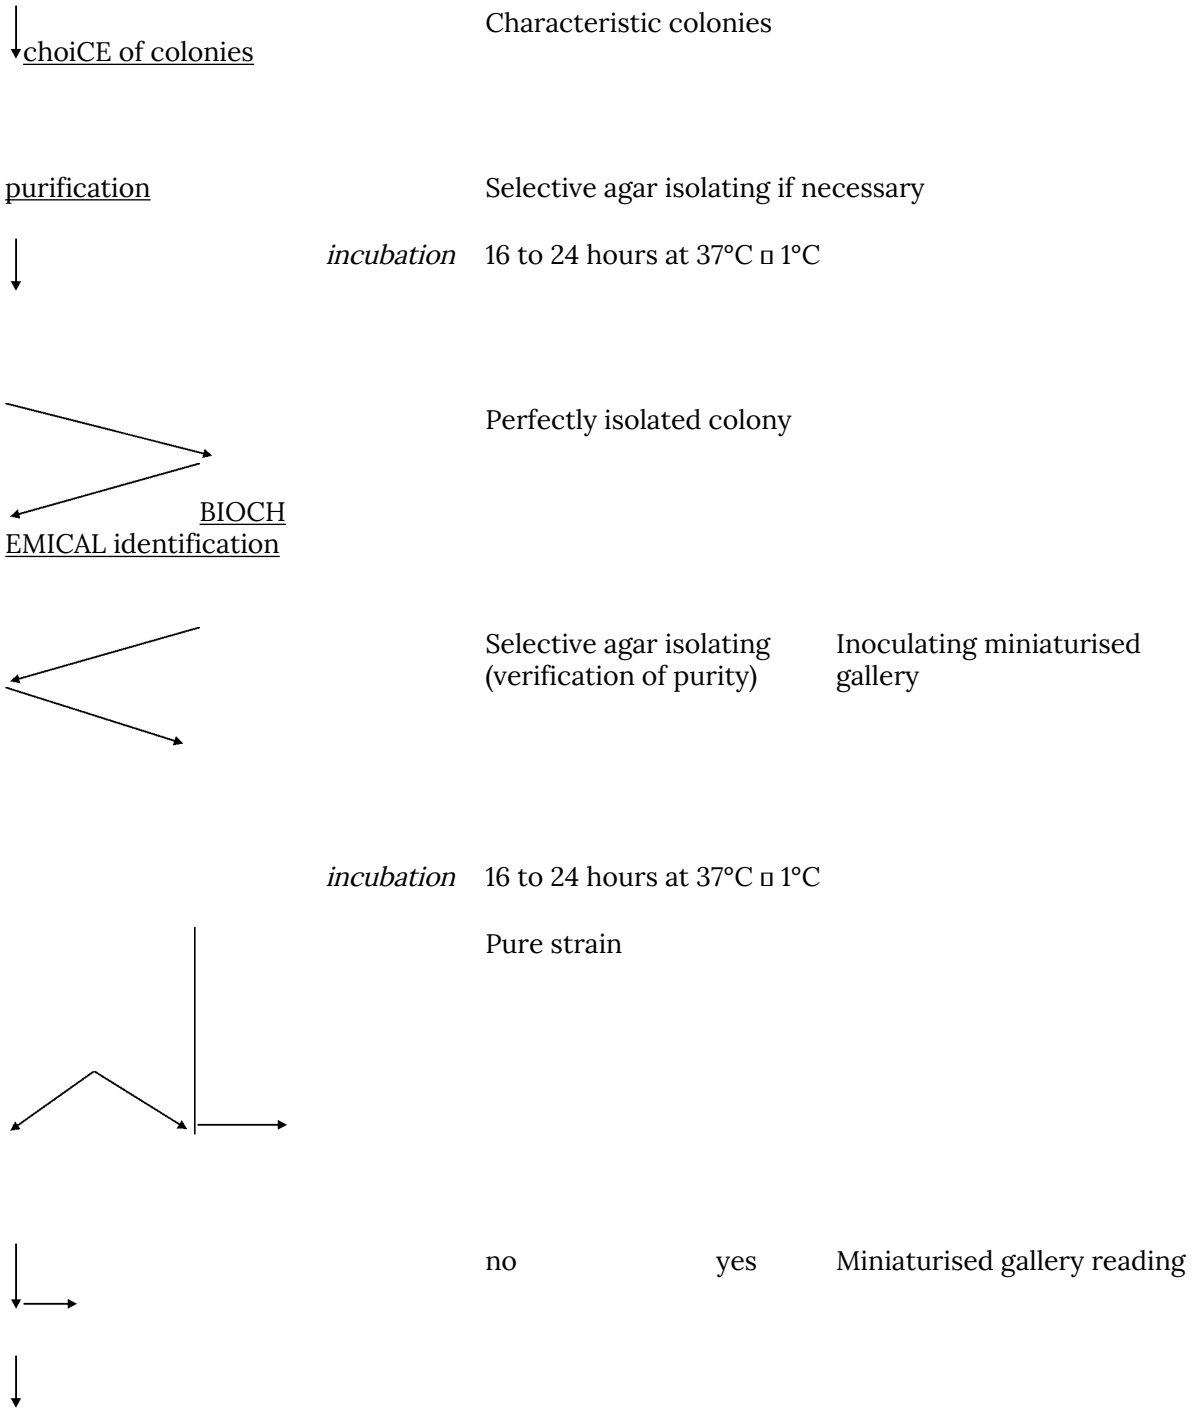 Characteristic colonies
choiCE of colonies
purification Selective agar isolating if necessary
incubation 16 to 24 hours at 37°C ▯ 1°C
Perfectly isolated colony
BIOCH
EMICAL identification
Selective agar isolating Inoculating miniaturised
(verification of purity) gallery
incubation 16 to 24 hours at 37°C ▯ 1°C
Pure strain
no yes Miniaturised gallery reading